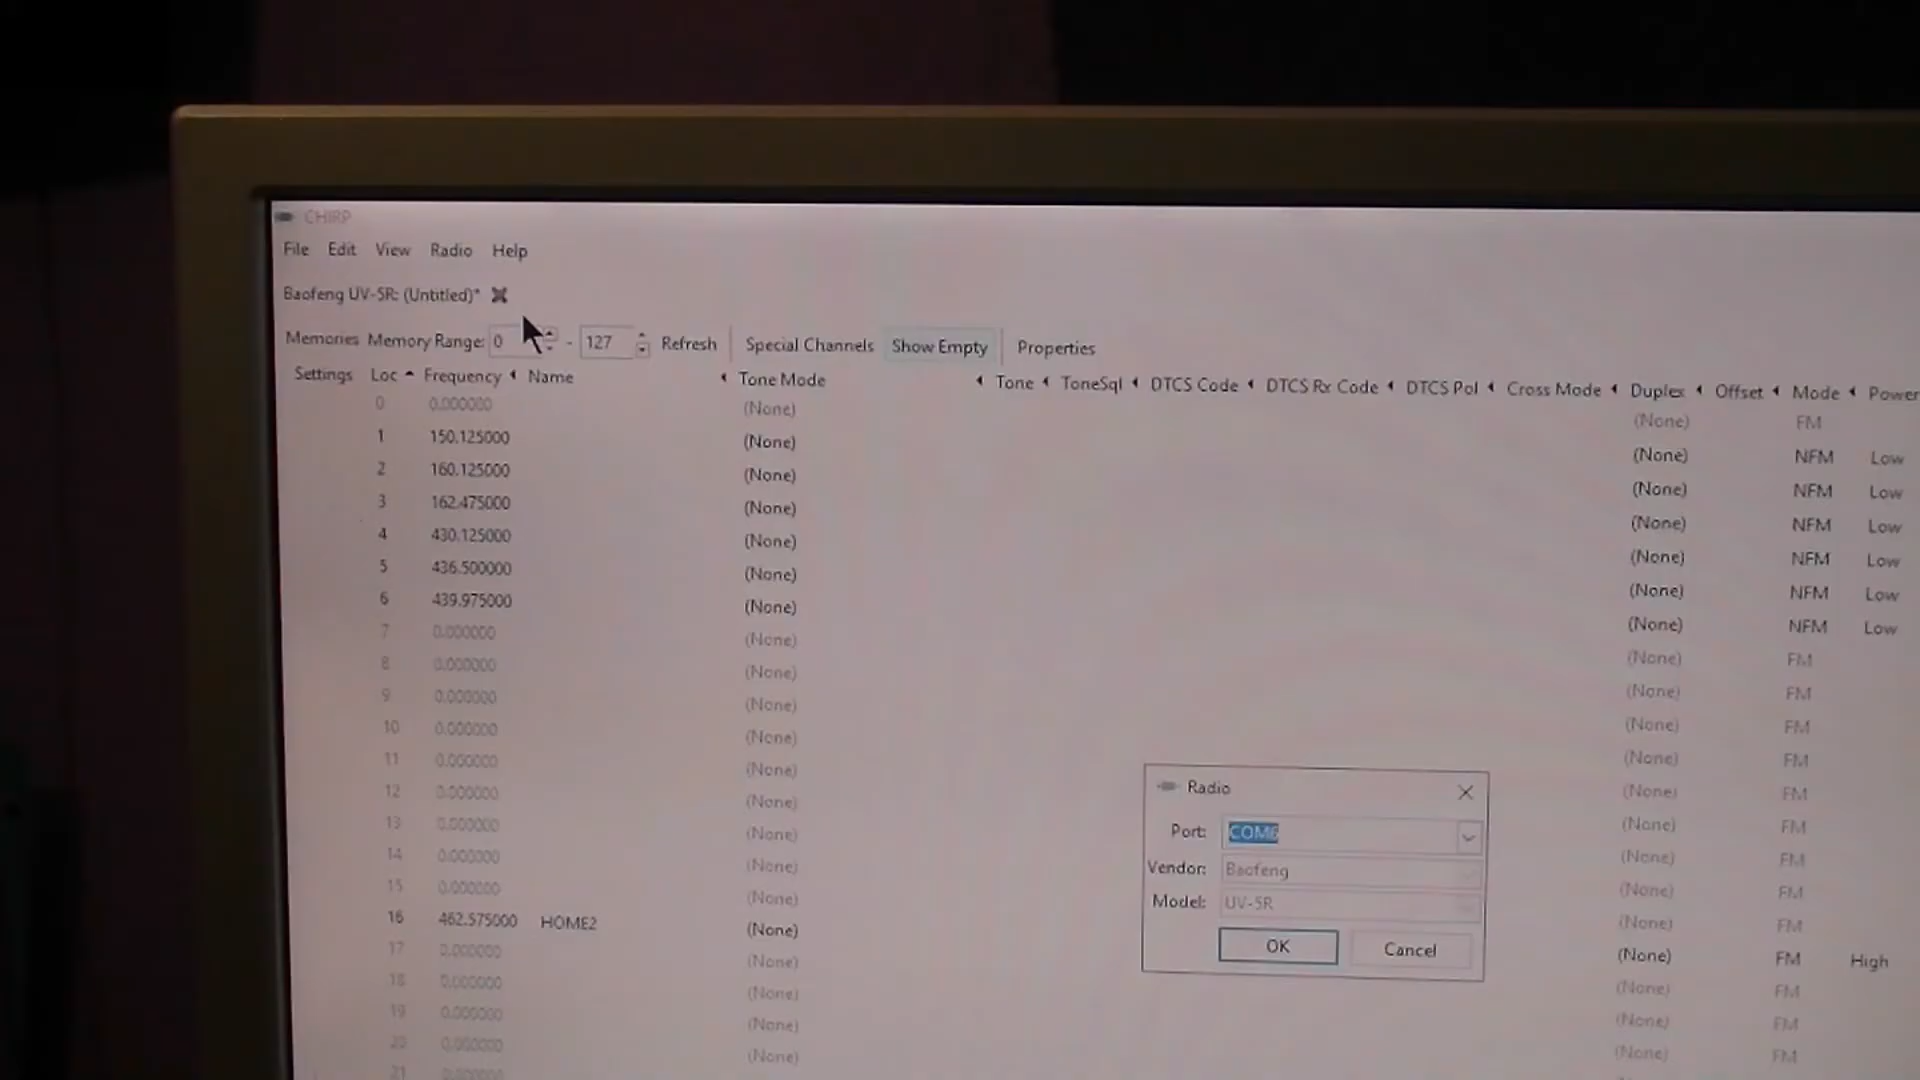 CHIRP
File Edit View Radio Help
Baofeng UV-5R: (Untitled)*
Memories Memory Range: 0 - 127 Refresh Special Channels Show Empty Properties
Settings Loc Frequency Name Tone Mode Tone ToneSql DTCS Code DTCS Rx Code DTCS Pol Cross Mode Duplex Offset Mode Power
0 0.000000 (None) (None) FM
1 150.125000 (None) (None) NFM Low
2 160.125000 (None) (None) NFM Low
3 162.475000 (None) (None) NFM Low
4 430.125000 (None) (None) NFM Low
5 436.500000 (None) (None) NFM Low
6 439.975000 (None) (None) NFM Low
7 0.000000 (None) (None) FM
8 0.000000 (None) (None) FM
9 0.000000 (None) (None) FM
10 0.000000 (None) (None) FM
11 0.000000 (None) (None) FM
12 0.000000 (None) (None) FM
13 0.000000 (None) (None) FM
14 0.000000 (None) (None) FM
15 0.000000 (None) (None) FM
16 462.575000 HOME2 (None) (None) FM High
17 0.000000 (None) (None) FM
18 0.000000 (None) (None) FM
19 0.000000 (None) (None) FM
20 0.000000 (None)
21 0.000000
Radio
Port: COM6
Vendor: Baofeng
Model: UV-5R
OK Cancel